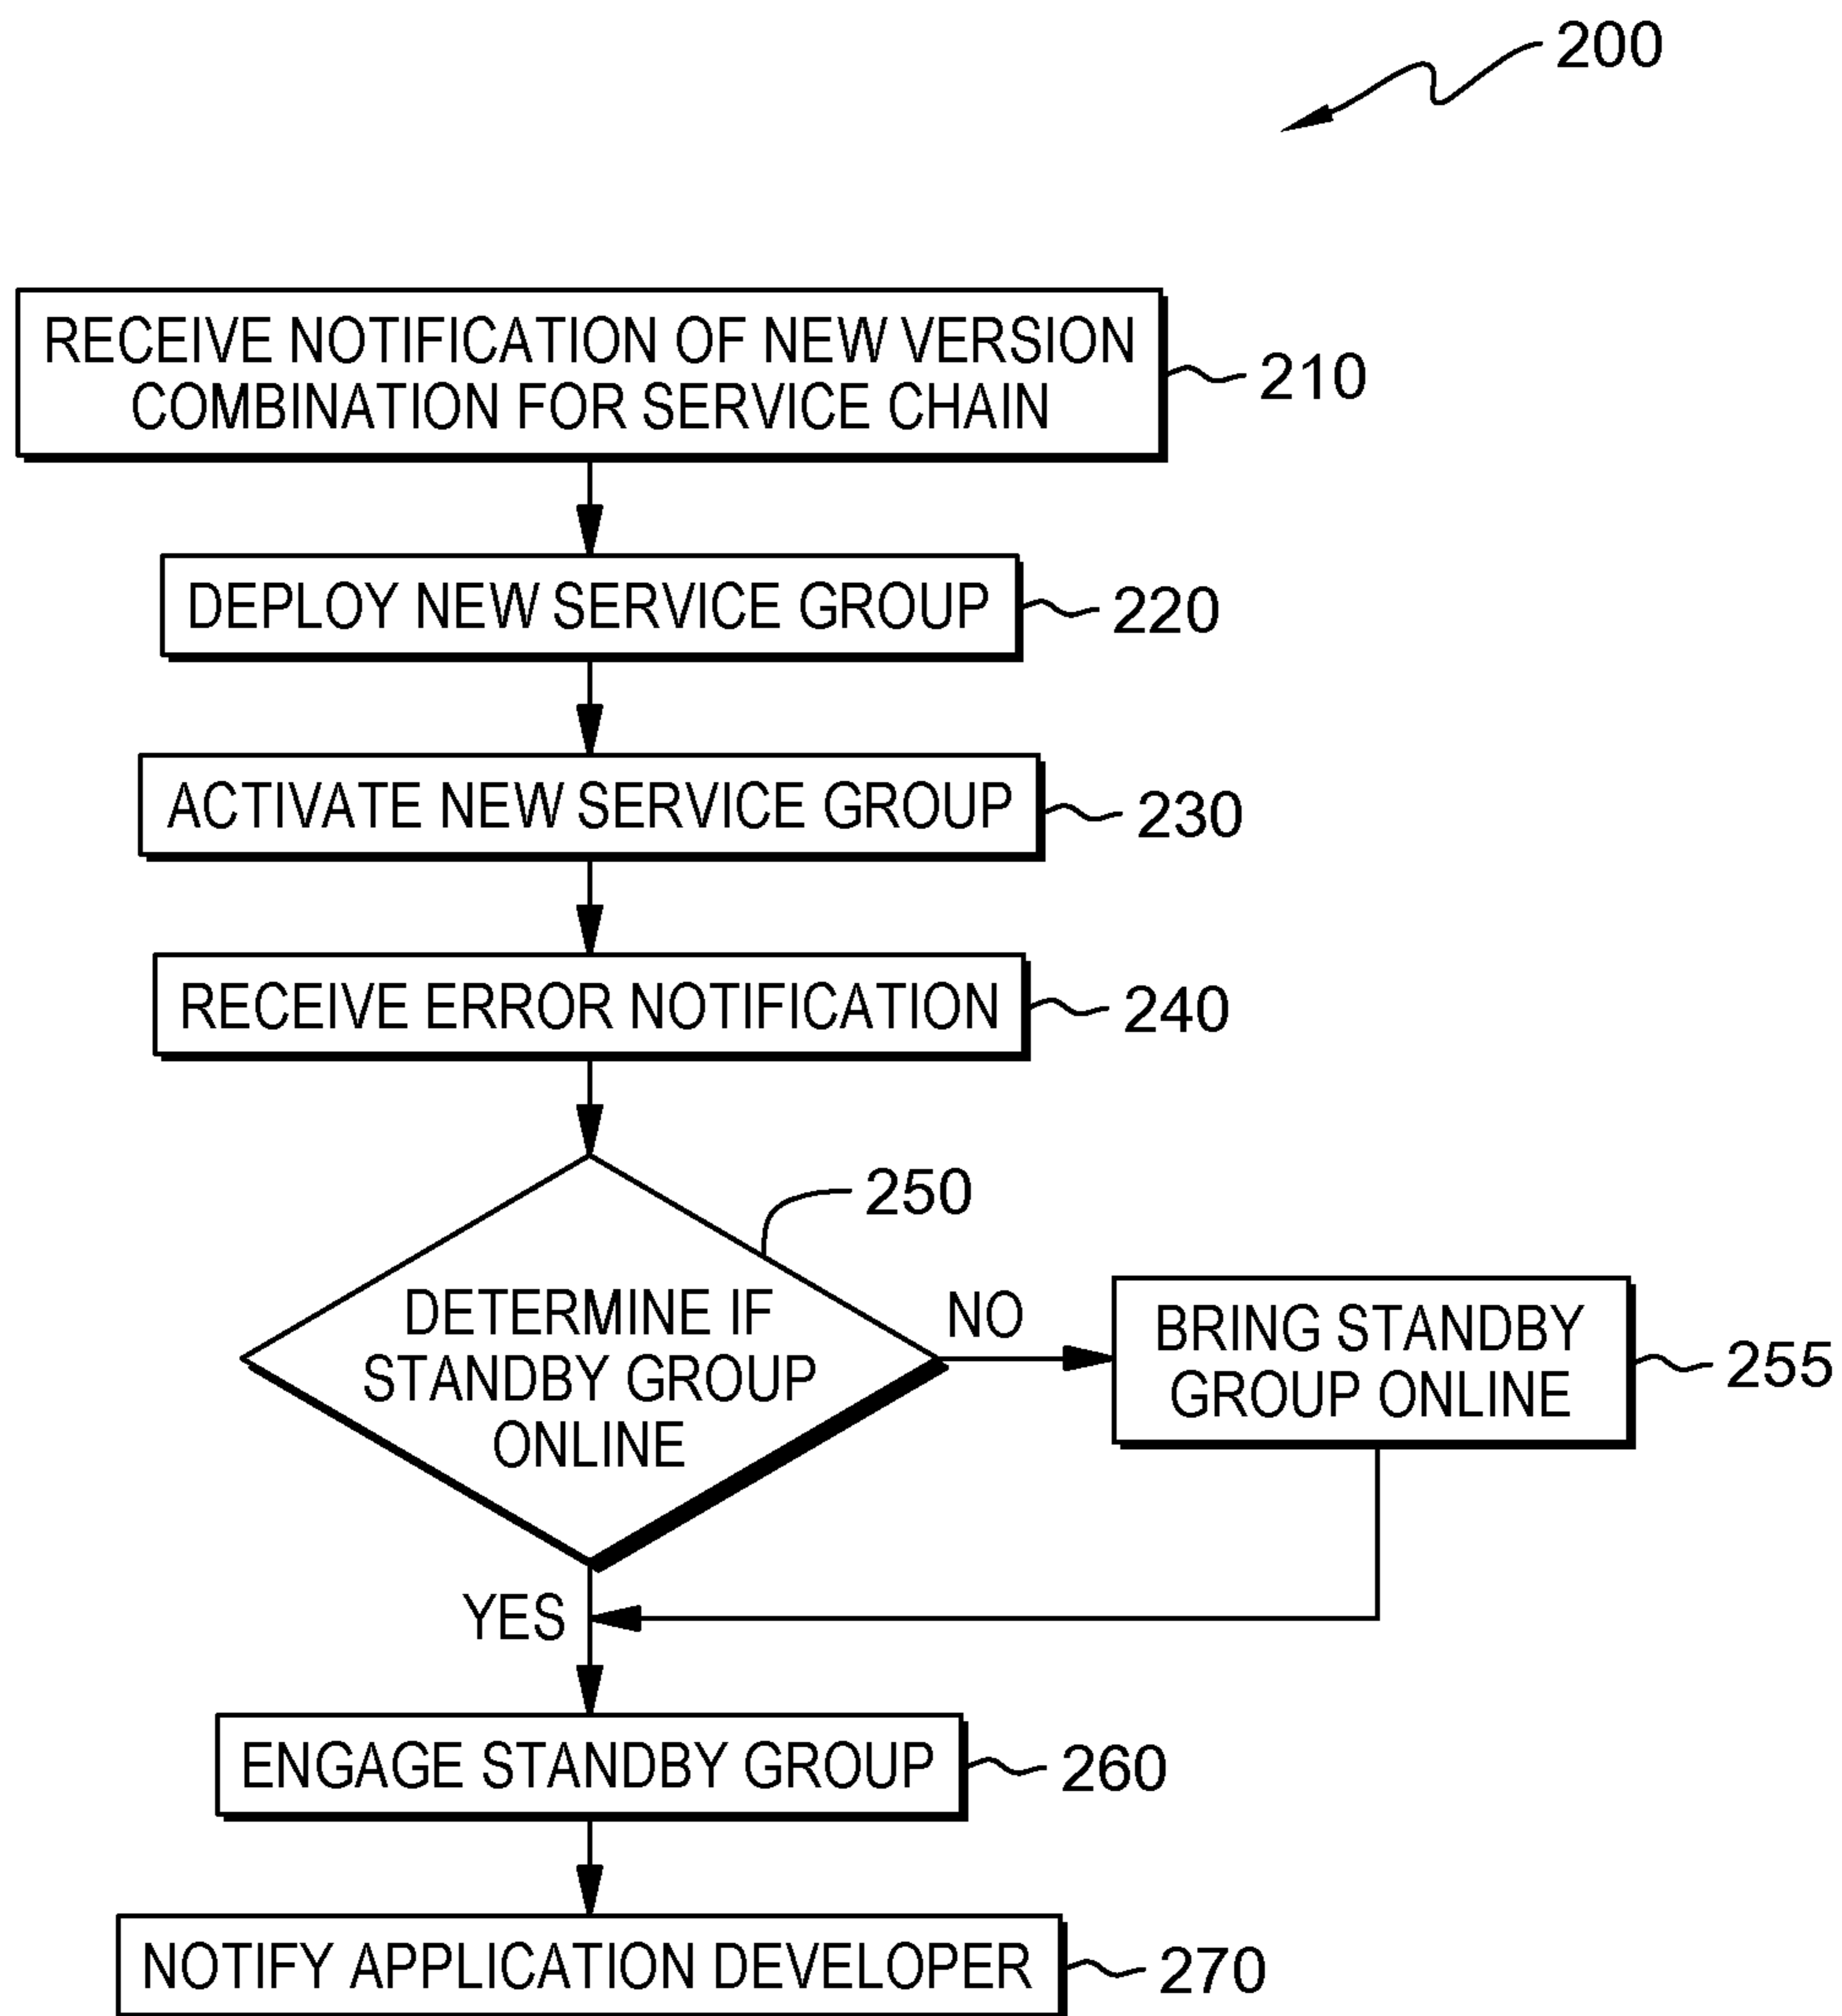 200
RECEIVE NOTIFICATION OF NEW VERSION
COMBINATION FOR SERVICE CHAIN
210
DEPLOY NEW SERVICE GROUP
220
ACTIVATE NEW SERVICE GROUP
230
RECEIVE ERROR NOTIFICATION
240
250
DETERMINE IF
STANDBY GROUP
ONLINE
NO
BRING STANDBY
GROUP ONLINE
255
YES
ENGAGE STANDBY GROUP
260
NOTIFY APPLICATION DEVELOPER
270